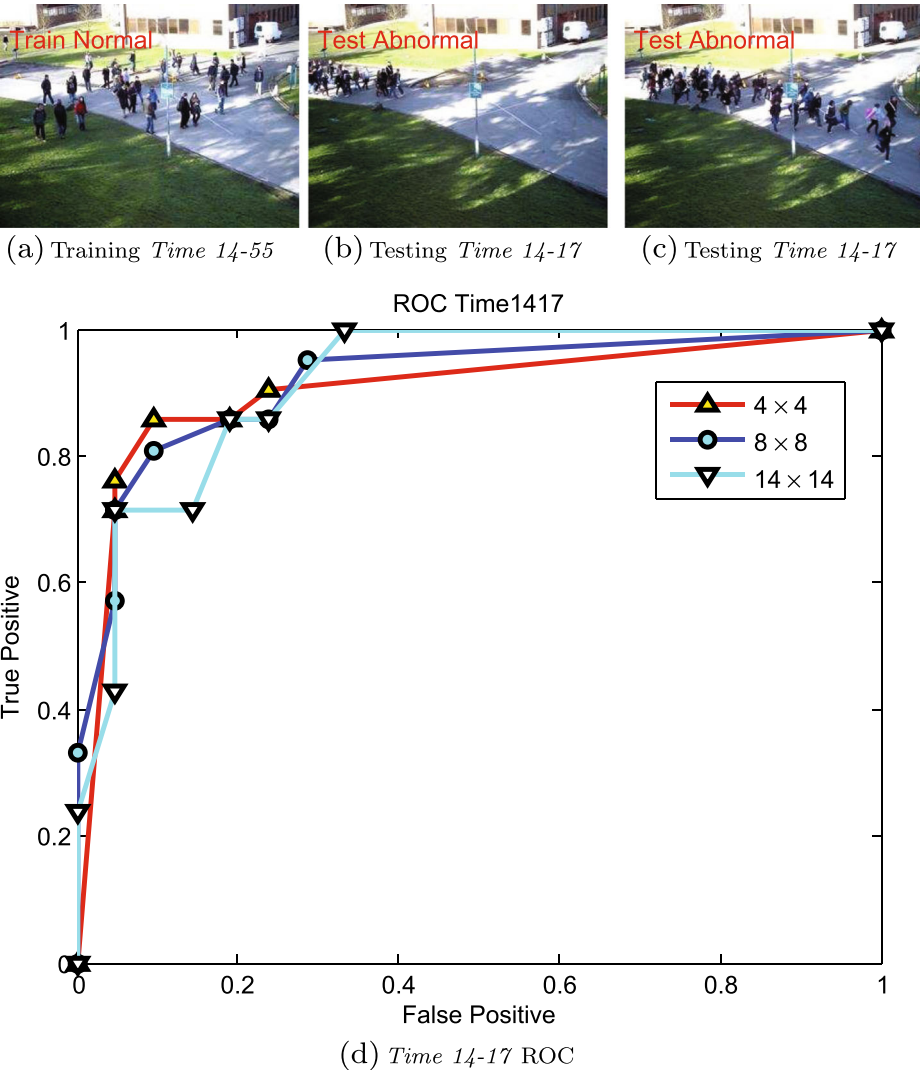 Train Normal
Test Abnormal
Test Abnormal
(a) Training Time 14-55
(b) Testing Time 14-17
(c) Testing Time 14-17
ROC Time1417
1
0.8
0.6
0.4
0.2
0
True Positive
4 × 4
8 × 8
14 × 14
0
0.2
0.4
0.6
0.8
1
False Positive
(d) Time 14-17 ROC